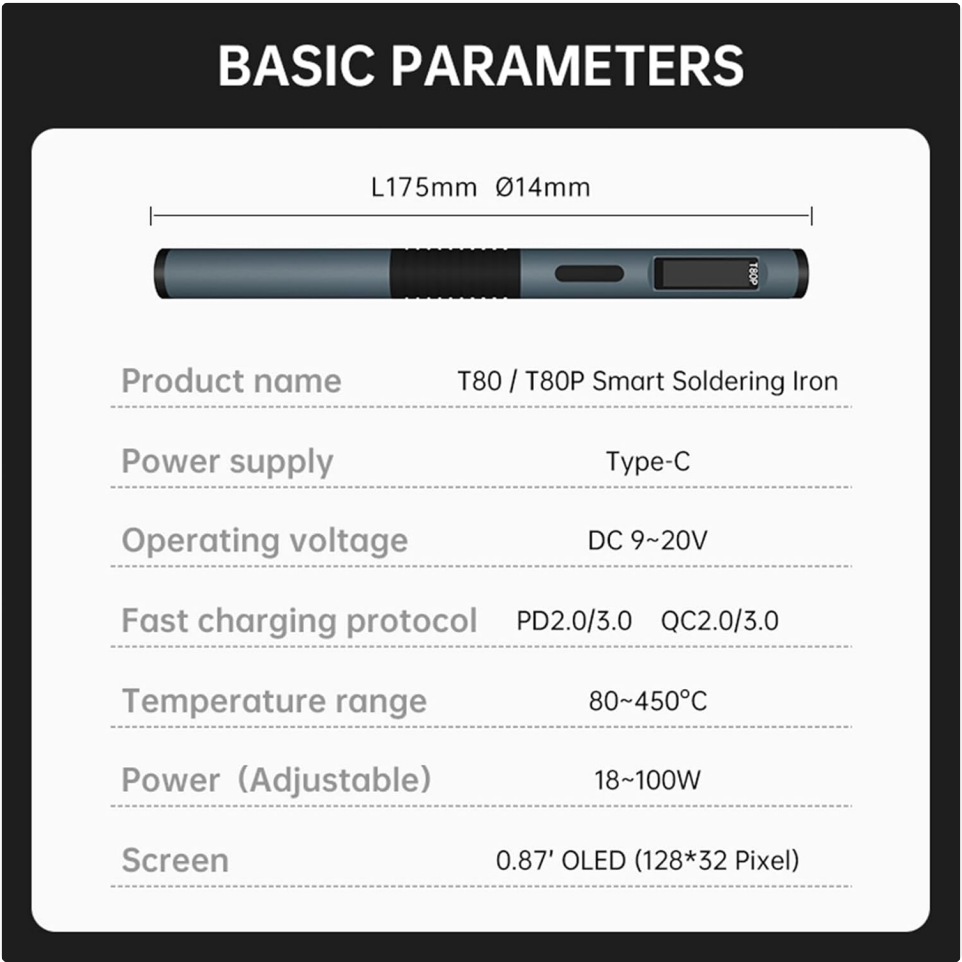 BASIC PARAMETERS
L175mm Ø14mm
T80P
Product name T80 / T80P Smart Soldering Iron
Power supply Type-C
Operating voltage DC 9~20V
Fast charging protocol PD2.0/3.0 QC2.0/3.0
Temperature range 80~450°C
Power（Adjustable） 18~100W
Screen 0.87' OLED (128*32 Pixel)